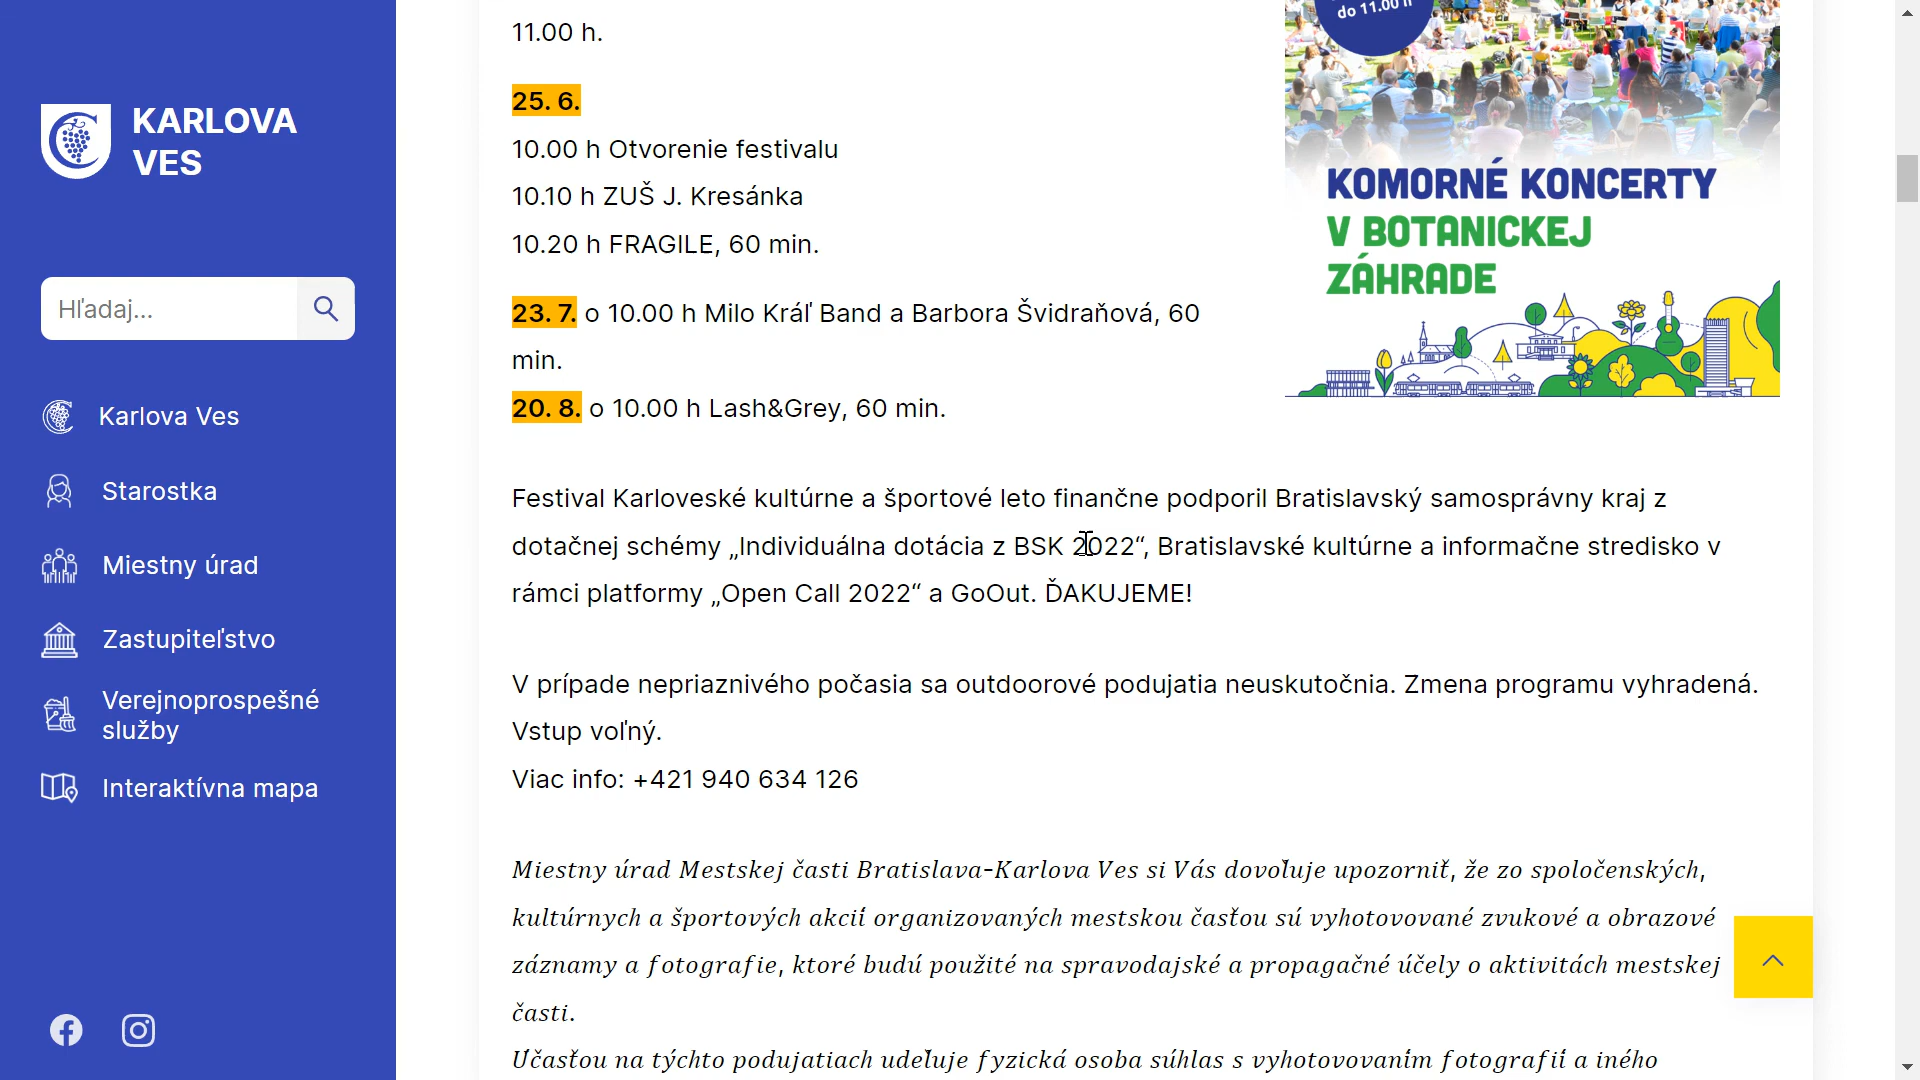 KARLOVA
VES
Hľadaj...
Karlova Ves
Starostka
Miestny úrad
Zastupiteľstvo
Verejnoprospešné
služby
Interaktívna mapa
11.00 h.
25. 6.
10.00 h Otvorenie festivalu
10.10 h ZUŠ J. Kresánka
10.20 h FRAGILE, 60 min.
23. 7. o 10.00 h Milo Kráľ Band a Barbora Švidraňová, 60
min.
20. 8. o 10.00 h Lash&Grey, 60 min.
do 11.00 h
KOMORNÉ KONCERTY
V BOTANICKEJ
ZÁHRADE
Festival Karloveské kultúrne a športové leto finančne podporil Bratislavský samosprávny kraj z
dotačnej schémy „Individuálna dotácia z BSK 2022“, Bratislavské kultúrne a informačne stredisko v
rámci platformy „Open Call 2022“ a GoOut. ĎAKUJEME!
V prípade nepriaznivého počasia sa outdoorové podujatia neuskutočnia. Zmena programu vyhradená.
Vstup voľný.
Viac info: +421 940 634 126
Miestny úrad Mestskej časti Bratislava-Karlova Ves si Vás dovoľuje upozorniť, že zo spoločenských,
kultúrnych a športových akcií organizovaných mestskou časťou sú vyhotovované zvukové a obrazové
záznamy a fotografie, ktoré budú použité na spravodajské a propagačné účely o aktivitách mestskej
časti.
Účasťou na týchto podujatiach udeľuje fyzická osoba súhlas s vyhotovovaním fotografií a iného